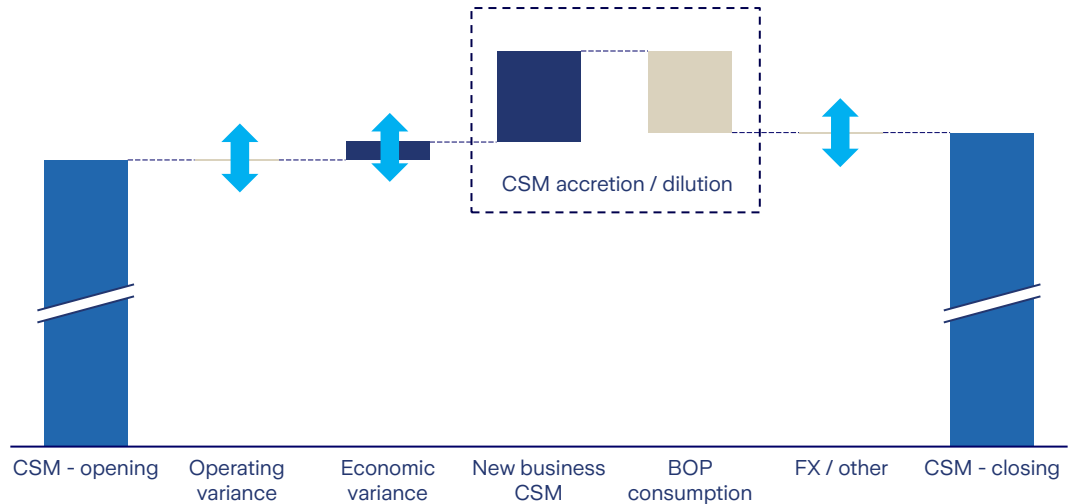 CSM accretion / dilution
CSM - opening
Operating
variance
Economic
variance
New business
CSM
BOP
consumption
FX / other
CSM - closing